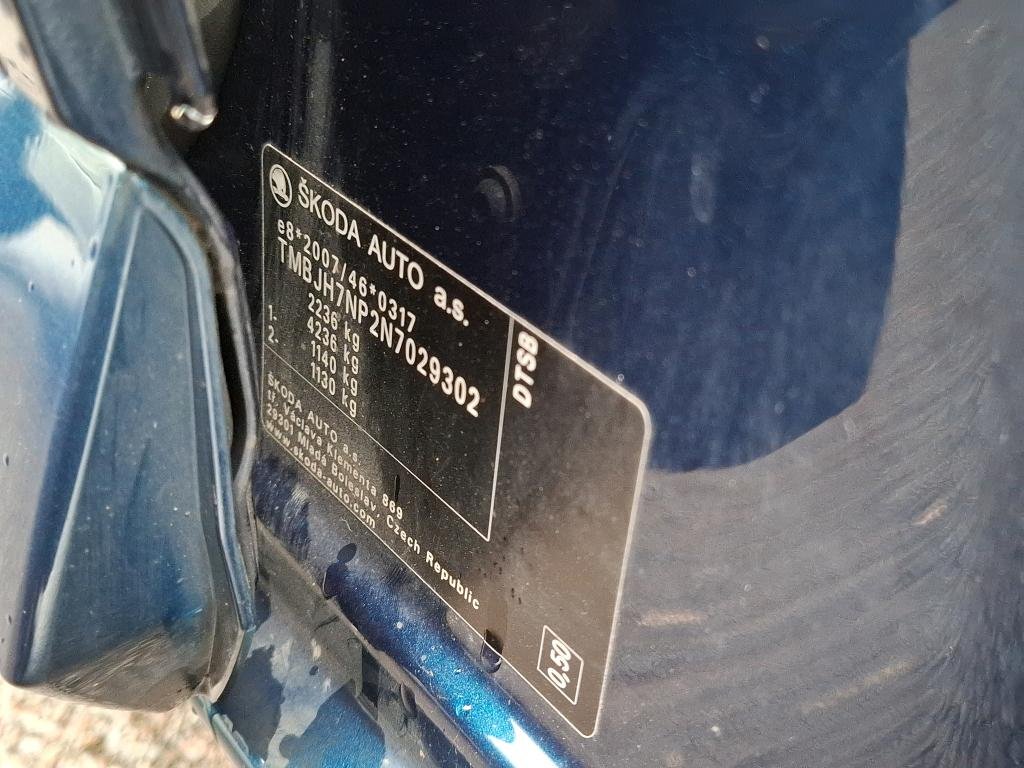 ŠKODA AUTO a.s.
e8*2007/46*0317
TMBJH7NP2N7029302
2236 kg
4236 kg
1. 1140 kg
2. 1130 kg
ŠKODA AUTO a.s.
tř. Václava Klementa 869
29301 Mladá Boleslav, Czech Republic
www.skoda-auto.com
DTSB
0,50